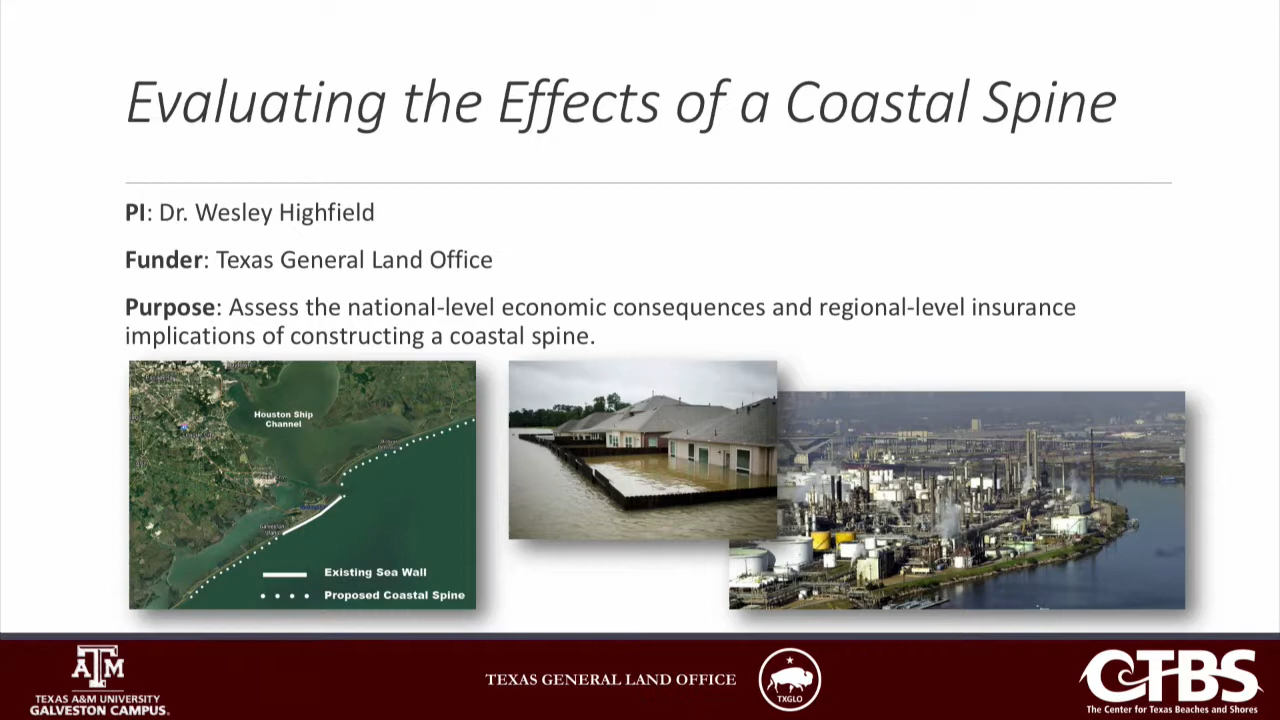 Evaluating the Effects of a Coastal Spine
PI: Dr. Wesley Highfield
Funder: Texas General Land Office
Purpose: Assess the national-level economic consequences and regional-level insurance
implications of constructing a coastal spine.
Houston Ship
Channel
Galveston
Existing Sea Wall
Proposed Coastal Spine
ATM
TEXAS A&M UNIVERSITY
GALVESTON CAMPUS.
TEXAS GENERAL LAND OFFICE
TXGLO
CTBS
The Center for Texas Beaches and Shores